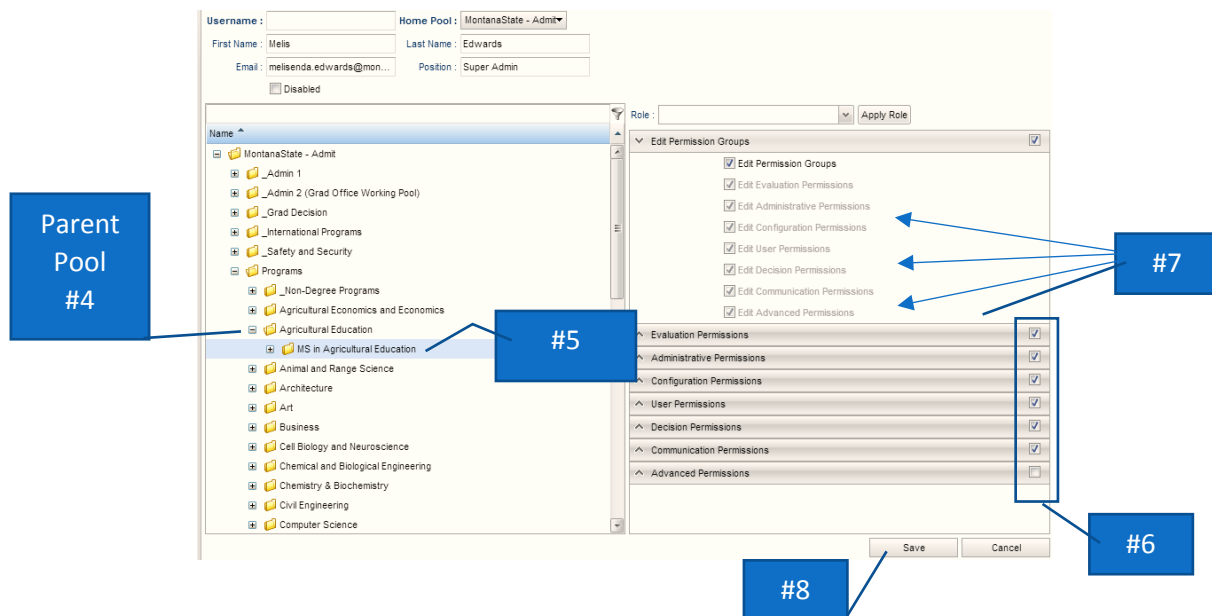 Username : Home Pool : MontanaState - Admit
First Name : Melis Last Name : Edwards
Email : melisenda.edwards@mon... Position : Super Admin
Disabled
Role : Apply Role
Name
MontanaState - Admit
_Admin 1
_Admin 2 (Grad Office Working Pool)
_Grad Decision
_International Programs
_Safety and Security
Programs
_Non-Degree Programs
Agricultural Economics and Economics
Agricultural Education
MS in Agricultural Education
Animal and Range Science
Architecture
Art
Business
Cell Biology and Neuroscience
Chemical and Biological Engineering
Chemistry & Biochemistry
Civil Engineering
Computer Science
Edit Permission Groups
Edit Permission Groups
Edit Evaluation Permissions
Edit Administrative Permissions
Edit Configuration Permissions
Edit User Permissions
Edit Decision Permissions
Edit Communication Permissions
Edit Advanced Permissions
Evaluation Permissions
Administrative Permissions
Configuration Permissions
User Permissions
Decision Permissions
Communication Permissions
Advanced Permissions
Save Cancel
Parent
Pool
#4
#5
#7
#6
#8